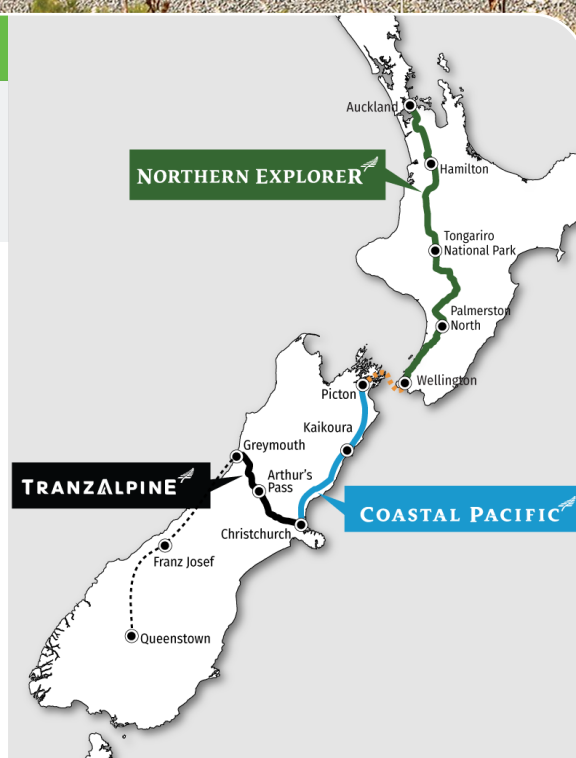 Auckland
NORTHERN EXPLORER
Hamilton
Tongariro
National Park
Palmerston
North
Wellington
Picton
Kaikoura
Greymouth
TRANZALPINE
Arthur's
Pass
COASTAL PACIFIC
Christchurch
Franz Josef
Queenstown